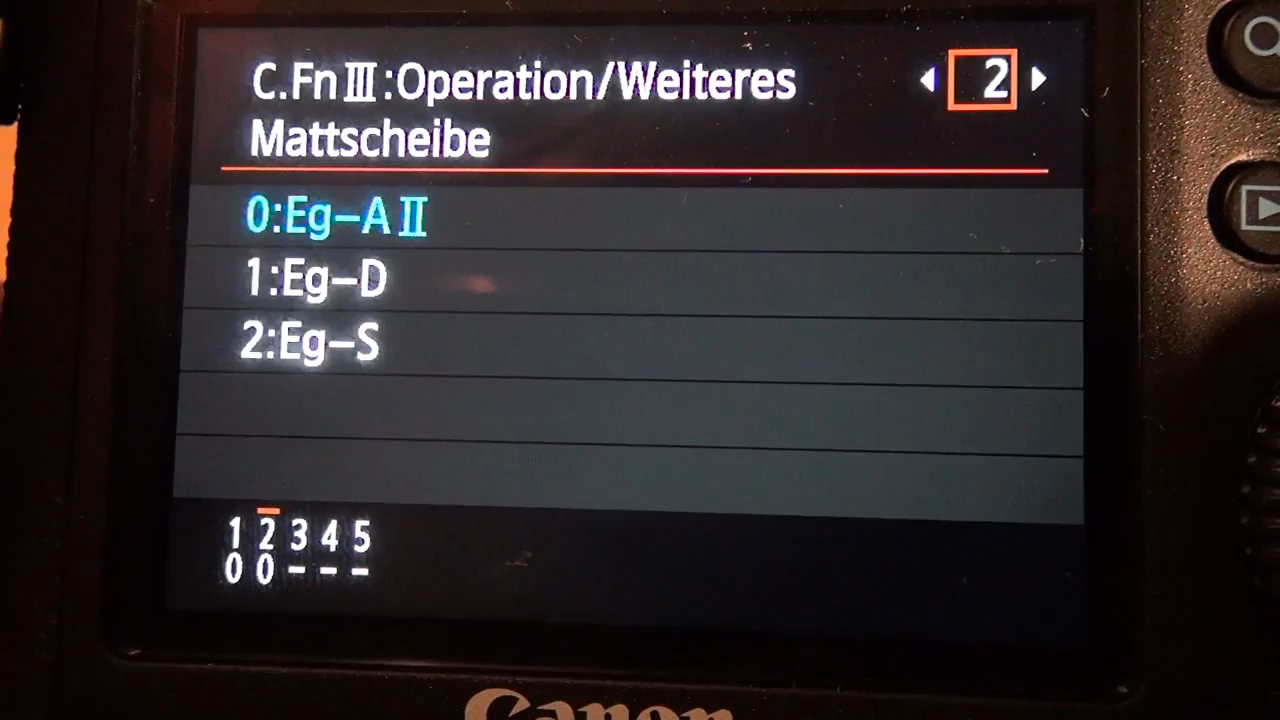 C.Fn III :Operation/Weiteres 2
Mattscheibe
0:Eg–A II
1:Eg–D
2:Eg–S
1 2 3 4 5
0 0 – – –
Canon